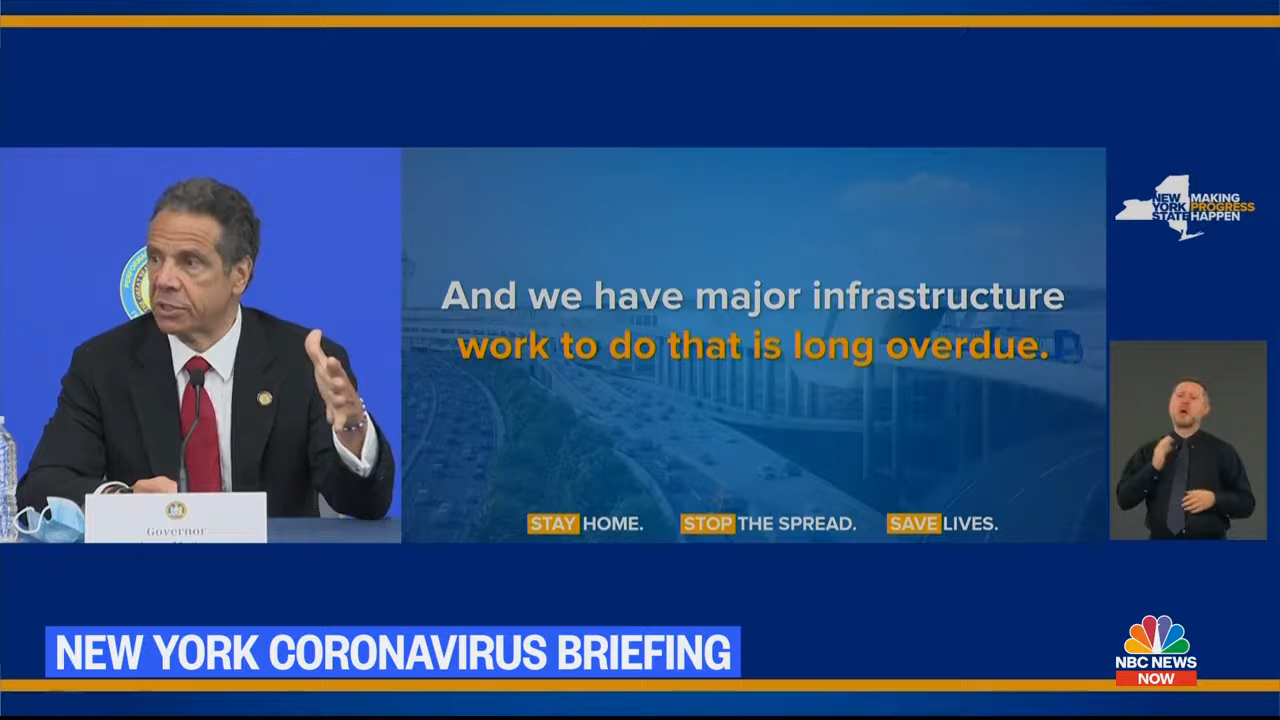 And we have major infrastructure
work to do that is long overdue.
STAY HOME. STOP THE SPREAD. SAVE LIVES.
NEW YORK STATE
MAKING PROGRESS HAPPEN
Governor
NEW YORK CORONAVIRUS BRIEFING
NBC NEWS
NOW